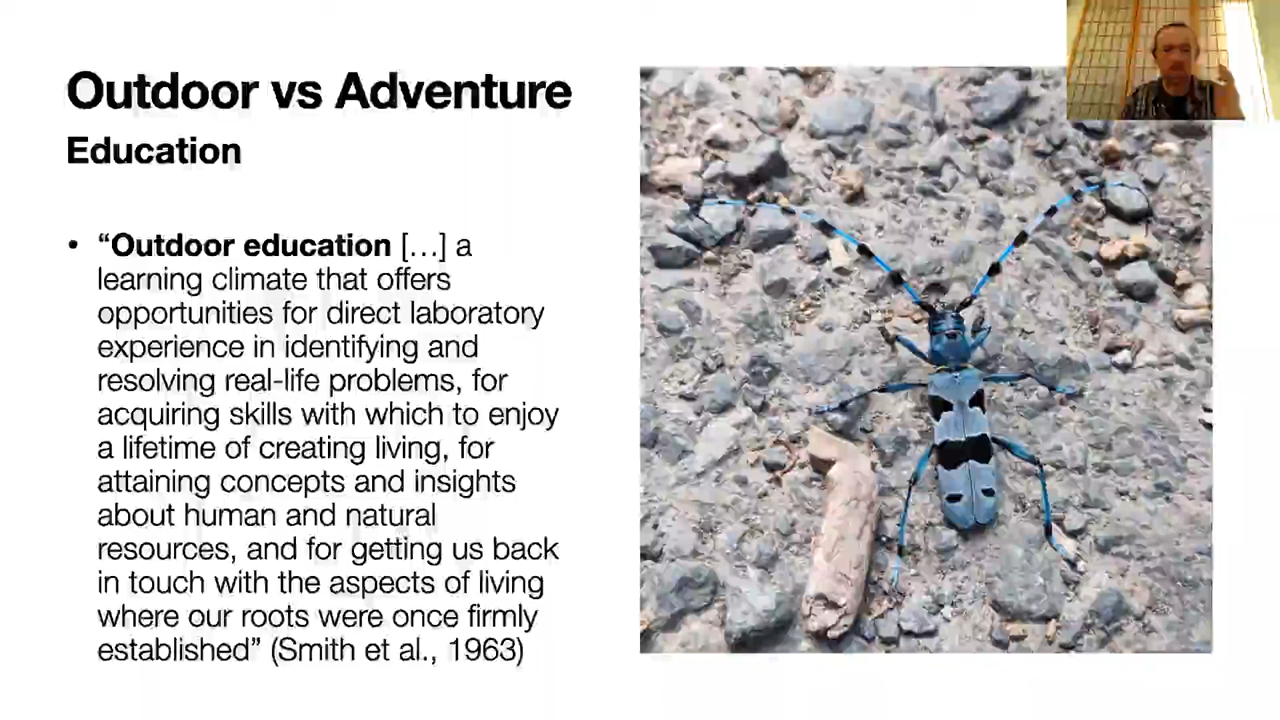 Outdoor vs Adventure
Education
• “Outdoor education […] a
learning climate that offers
opportunities for direct laboratory
experience in identifying and
resolving real-life problems, for
acquiring skills with which to enjoy
a lifetime of creating living, for
attaining concepts and insights
about human and natural
resources, and for getting us back
in touch with the aspects of living
where our roots were once firmly
established” (Smith et al., 1963)